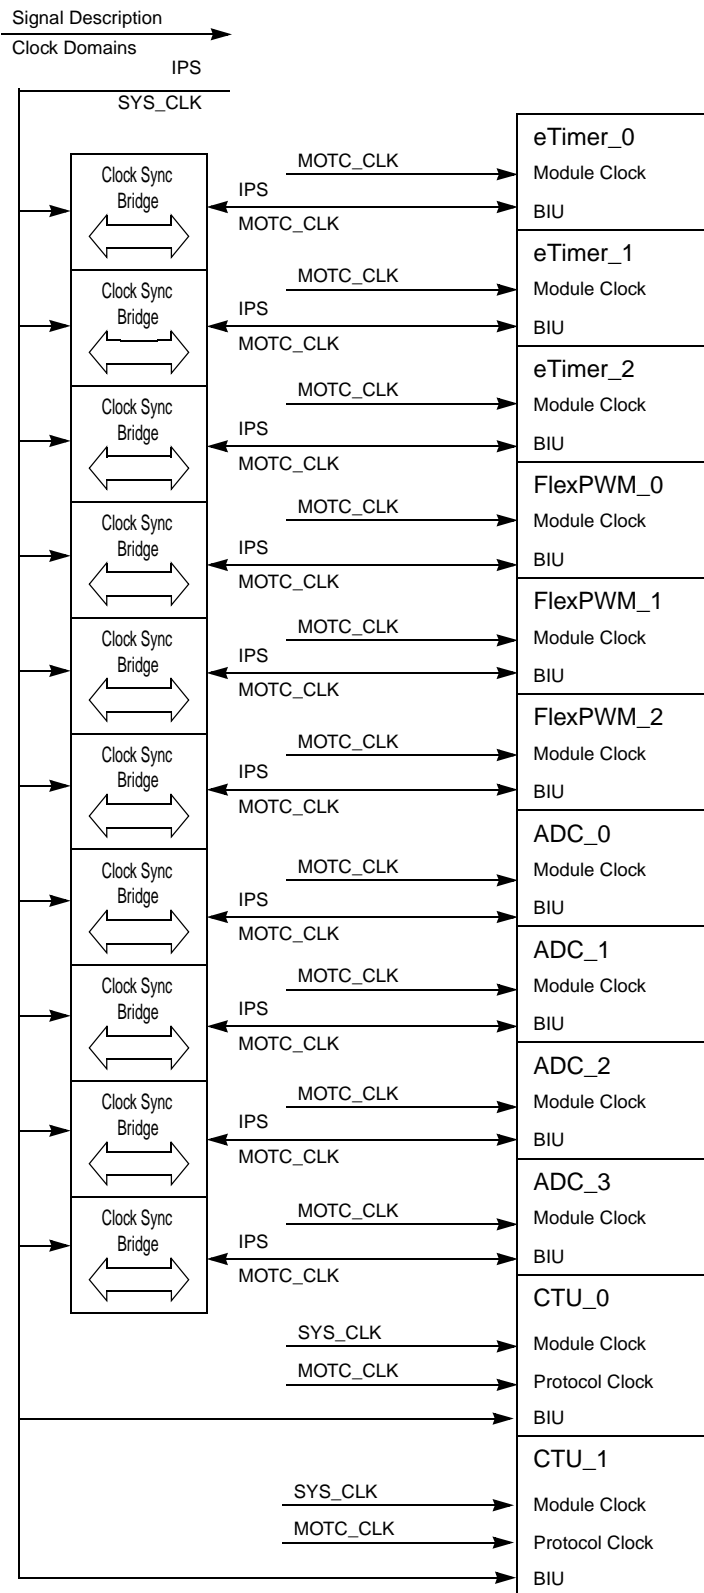 Signal Description
Clock Domains
IPS
SYS_CLK
eTimer_0
MOTC_CLK
Module Clock
Clock Sync
Bridge
IPS
MOTC_CLK
BIU
eTimer_1
MOTC_CLK
Module Clock
Clock Sync
Bridge
IPS
MOTC_CLK
BIU
eTimer_2
MOTC_CLK
Module Clock
Clock Sync
Bridge
IPS
MOTC_CLK
BIU
FlexPWM_0
MOTC_CLK
Module Clock
Clock Sync
Bridge
IPS
MOTC_CLK
BIU
FlexPWM_1
MOTC_CLK
Module Clock
Clock Sync
Bridge
IPS
MOTC_CLK
BIU
FlexPWM_2
MOTC_CLK
Module Clock
Clock Sync
Bridge
IPS
MOTC_CLK
BIU
ADC_0
MOTC_CLK
Module Clock
Clock Sync
Bridge
IPS
MOTC_CLK
BIU
ADC_1
MOTC_CLK
Module Clock
Clock Sync
Bridge
IPS
MOTC_CLK
BIU
ADC_2
MOTC_CLK
Module Clock
Clock Sync
Bridge
IPS
MOTC_CLK
BIU
ADC_3
MOTC_CLK
Module Clock
Clock Sync
Bridge
IPS
MOTC_CLK
BIU
CTU_0
SYS_CLK
Module Clock
MOTC_CLK
Protocol Clock
BIU
CTU_1
SYS_CLK
Module Clock
MOTC_CLK
Protocol Clock
BIU